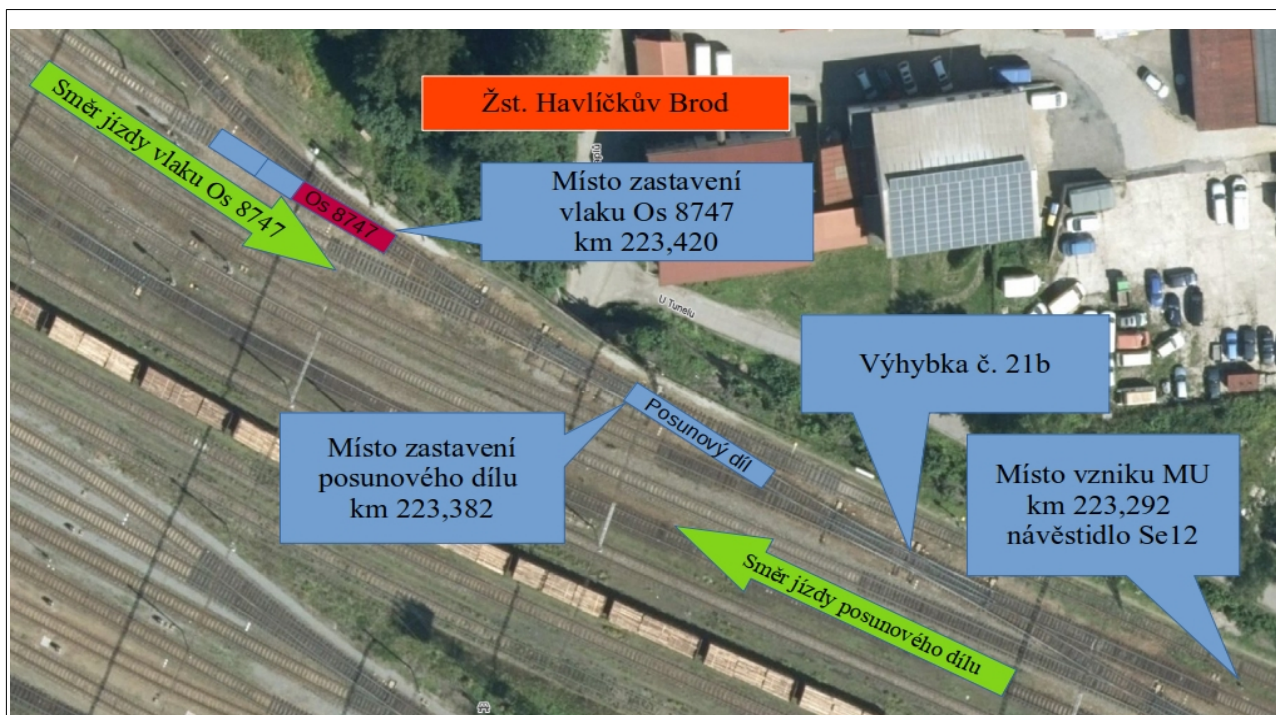 Žst. Havlíčkův Brod
Směr jízdy vlaku Os 8747
Os 8747
Místo zastavení
vlaku Os 8747
km 223,420
U Tunelu
Výhybka č. 21b
Posunový díl
Místo zastavení
posunového dílu
km 223,382
Místo vzniku MU
km 223,292
návěstidlo Se12
Směr jízdy posunového dílu